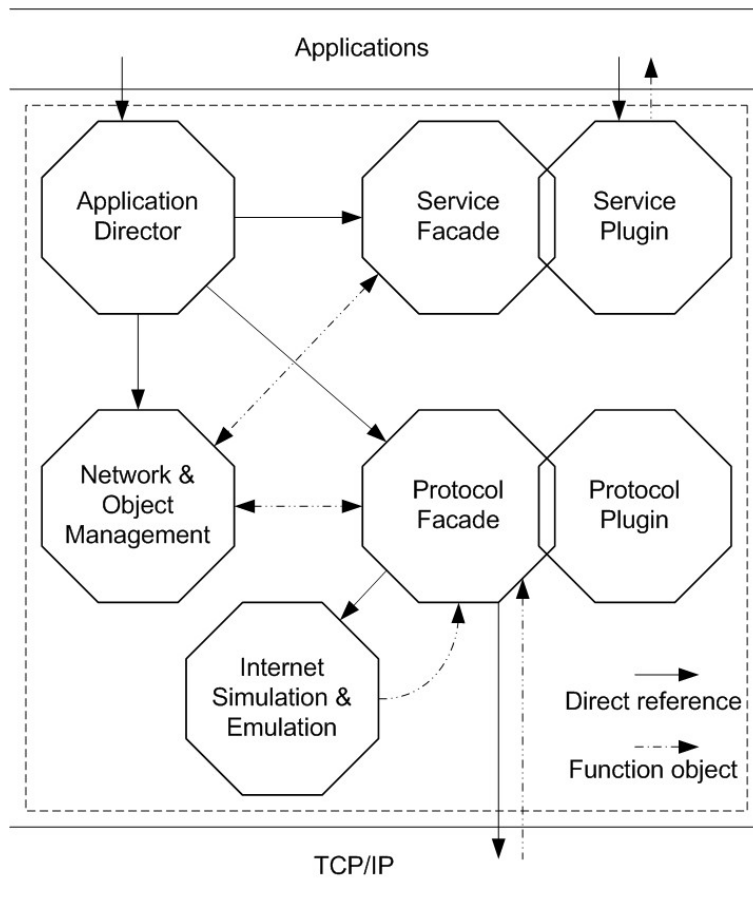 Applications
Application
Director
Service
Facade
Service
Plugin
Network &
Object
Management
Protocol
Facade
Protocol
Plugin
Internet
Simulation &
Emulation
Direct reference
Function object
TCP/IP